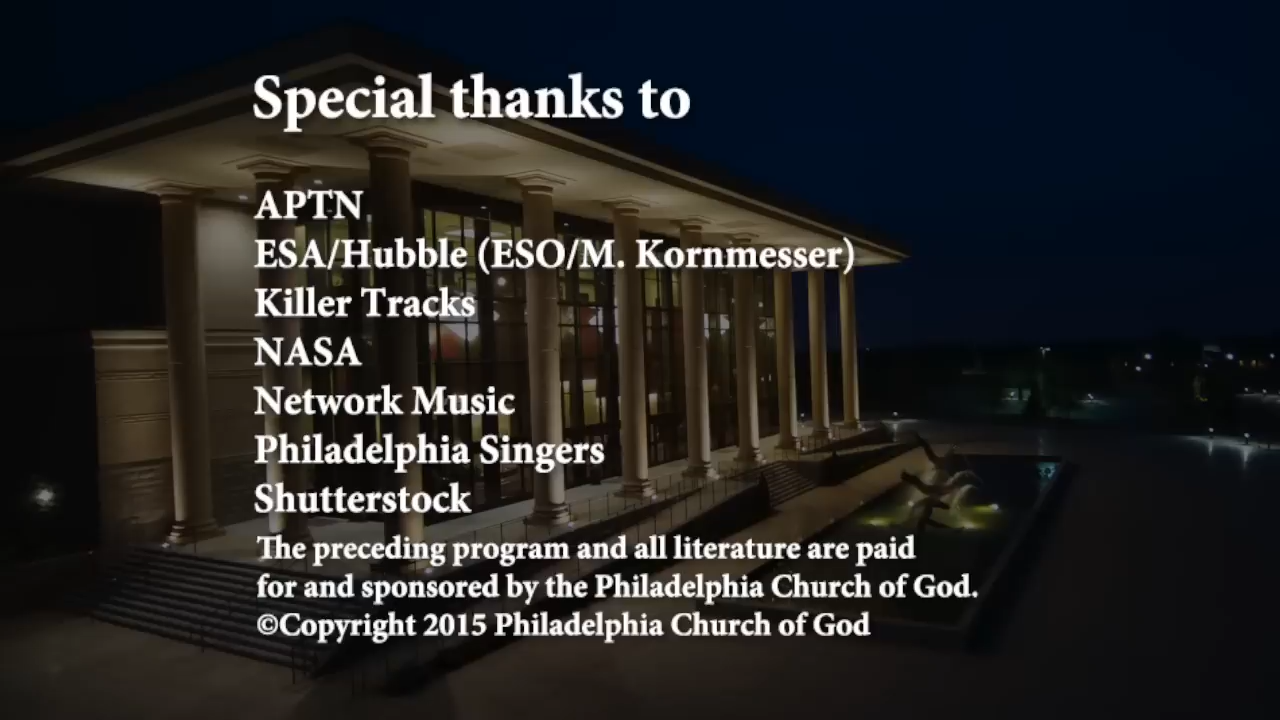 Special thanks to
APTN
ESA/Hubble (ESO/M. Kornmesser)
Killer Tracks
NASA
Network Music
Philadelphia Singers
Shutterstock
The preceding program and all literature are paid
for and sponsored by the Philadelphia Church of God.
©Copyright 2015 Philadelphia Church of God